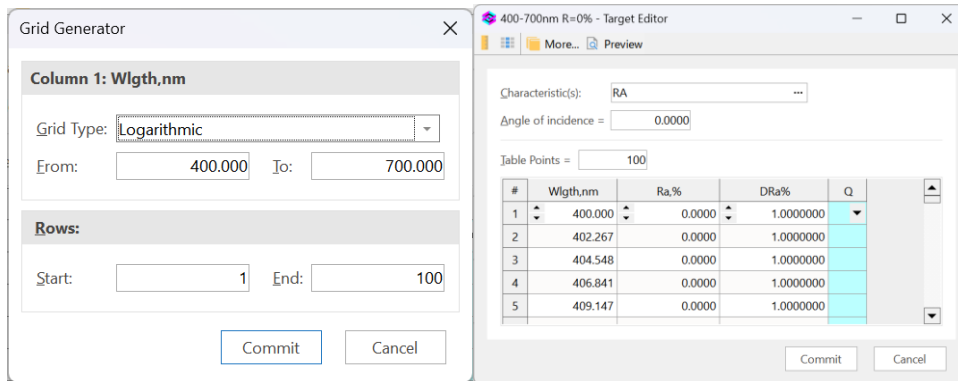 Grid Generator
Column 1: Wlgth,nm
Grid Type: Logarithmic
From: 400.000 To: 700.000
Rows:
Start: 1 End: 100
Commit Cancel
400-700nm R=0% - Target Editor
More... Preview
Characteristic(s): RA ...
Angle of incidence = 0.0000
Table Points = 100
# Wlgth,nm Ra,% DRa% Q
1 400.000 0.0000 1.0000000
2 402.267 0.0000 1.0000000
3 404.548 0.0000 1.0000000
4 406.841 0.0000 1.0000000
5 409.147 0.0000 1.0000000
Commit Cancel